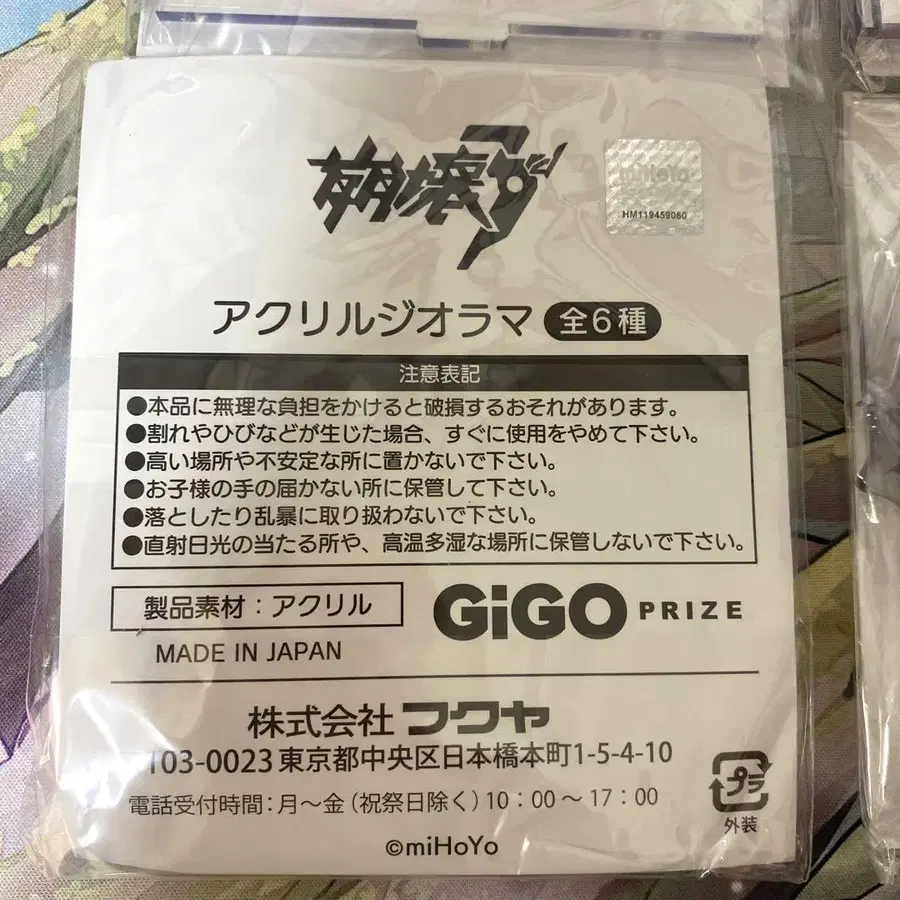 崩壊3rd
HM119459060
アクリルジオラマ 全6種
注意表記
●本品に無理な負担をかけると破損するおそれがあります。
●割れやひびなどが生じた場合、すぐに使用をやめて下さい。
●高い場所や不安定な所に置かないで下さい。
●お子様の手の届かない所に保管して下さい。
●落としたり乱暴に取り扱わないで下さい。
●直射日光の当たる所や、高温多湿な場所に保管しないで下さい。
製品素材：アクリル
GiGO PRIZE
MADE IN JAPAN
株式会社フクヤ
103-0023 東京都中央区日本橋本町1-5-4-10
電話受付時間：月～金（祝祭日除く）10：00～17：00
プラ
外装
©miHoYo